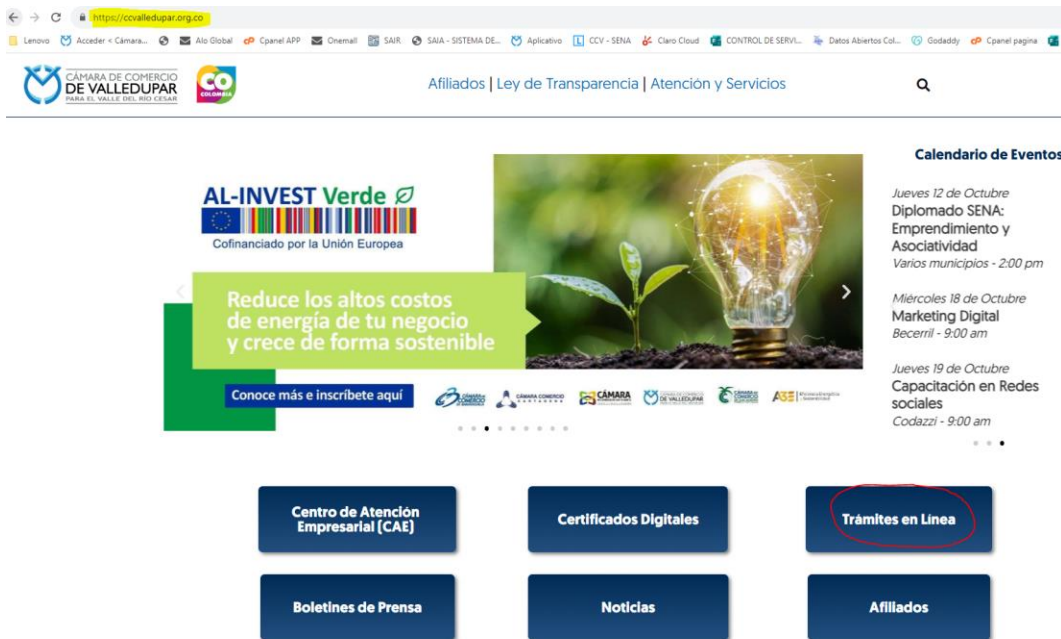 https://ccvalledupar.org.co
Lenovo Acceder < Cámara... Alo Global Cpanel APP Onemail SAIR SAIA - SISTEMA DE... Aplicativo CCV - SENA Claro Cloud CONTROL DE SERVI... Datos Abiertos Col... Godaddy Cpanel pagina
CÁMARA DE COMERCIO
DE VALLEDUPAR
PARA EL VALLE DEL RÍO CESAR
CO
COLOMBIA
Afiliados | Ley de Transparencia | Atención y Servicios
AL-INVEST Verde
Cofinanciado por la Unión Europea
Reduce los altos costos
de energía de tu negocio
y crece de forma sostenible
Conoce más e inscríbete aquí
CÁMARA COMERCIO
CÁMARA
DE VALLEDUPAR
Calendario de Eventos
Jueves 12 de Octubre
Diplomado SENA:
Emprendimiento y
Asociatividad
Varios municipios - 2:00 pm
Miércoles 18 de Octubre
Marketing Digital
Becerril - 9:00 am
Jueves 19 de Octubre
Capacitación en Redes
sociales
Codazzi - 9:00 am
Centro de Atención
Empresarial (CAE)
Certificados Digitales
Trámites en Línea
Boletines de Prensa
Noticias
Afiliados